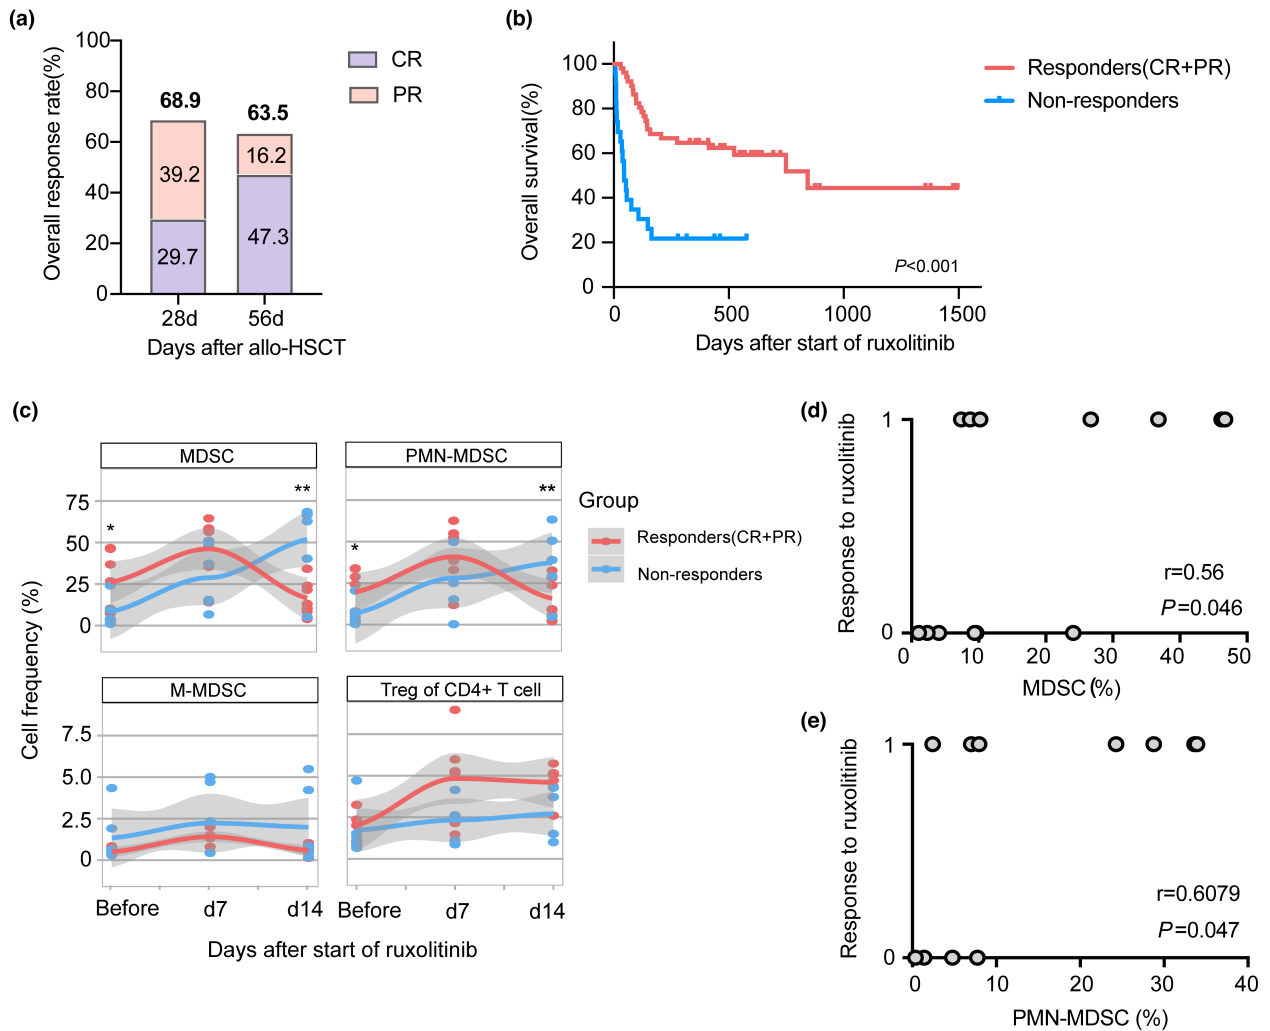 (a)
Overall response rate(%)
100
80
60
40
20
0
68.9
39.2
29.7
63.5
16.2
47.3
28d
56d
Days after allo-HSCT
CR
PR
(b)
Overall survival(%)
100
80
60
40
20
0
0
500
1000
1500
P<0.001
Days after start of ruxolitinib
Responders(CR+PR)
Non-responders
(c)
Cell frequency (%)
MDSC
75
50
25
0
*
**
PMN-MDSC
*
**
M-MDSC
7.5
5.0
2.5
0
Treg of CD4+ T cell
Before
d7
d14
Before
d7
d14
Days after start of ruxolitinib
Group
Responders(CR+PR)
Non-responders
(d)
Response to ruxolitinib
1
0
0
10
20
30
40
50
r=0.56
P=0.046
MDSC (%)
(e)
Response to ruxolitinib
1
0
0
10
20
30
40
r=0.6079
P=0.047
PMN-MDSC (%)